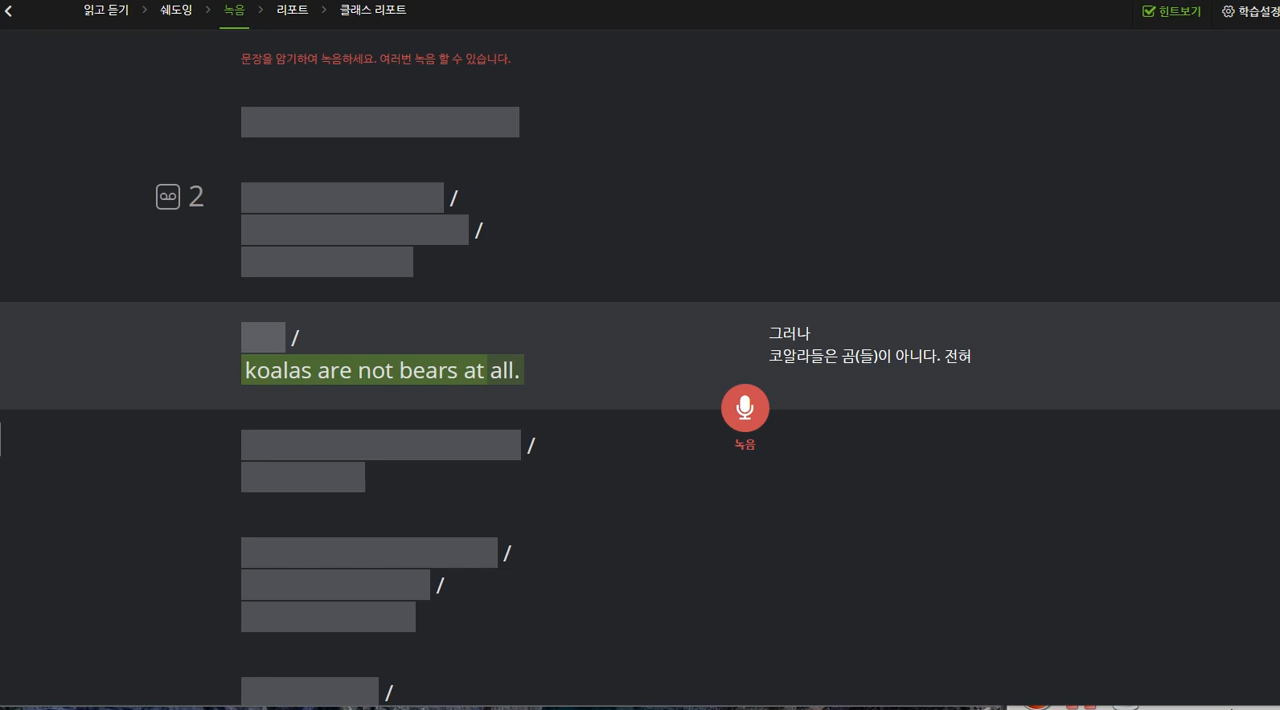 읽고 듣기 > 쉐도잉 > 녹음 > 리포트 > 클래스 리포트 힌트보기 학습설정
문장을 암기하여 녹음하세요. 여러번 녹음 할 수 있습니다.
2
/
/
/
koalas are not bears at all.
그러나
코알라들은 곰(들)이 아니다. 전혀
녹음
/
/
/
/